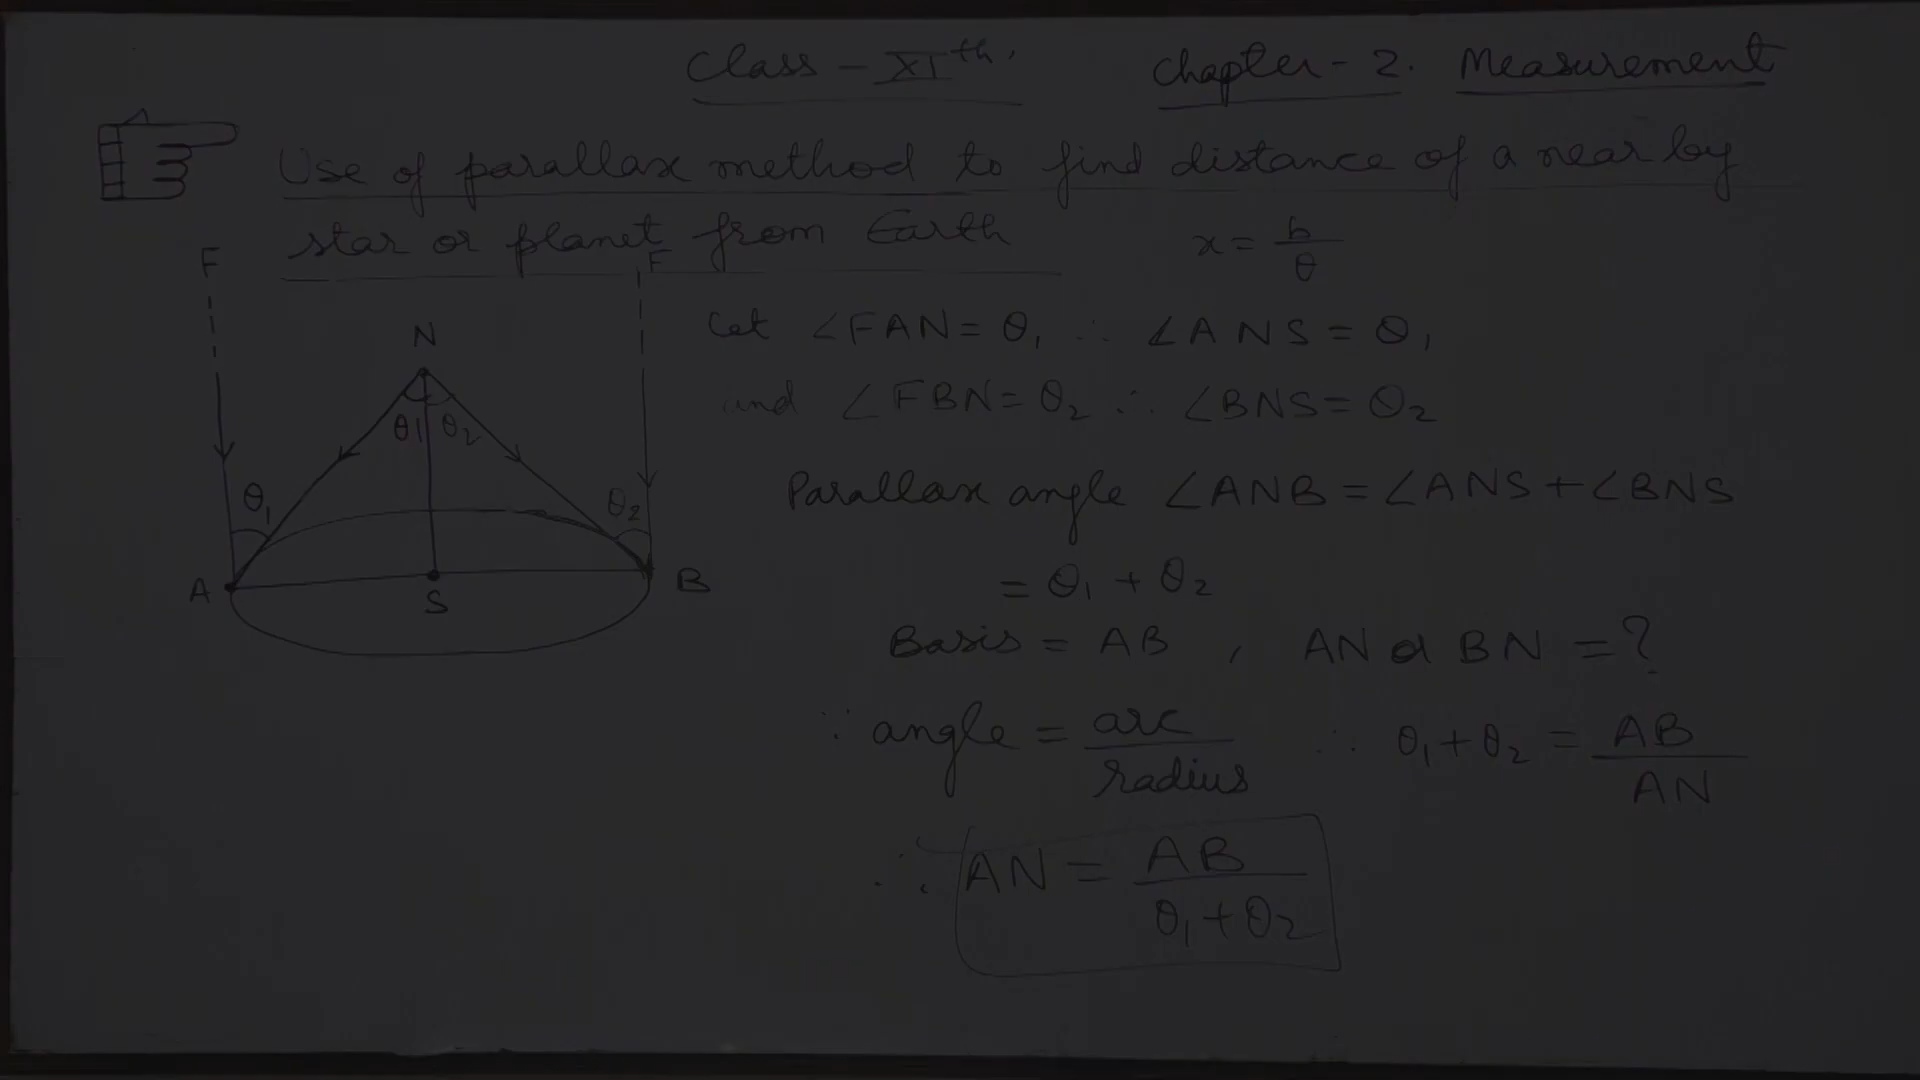 Class - XIth.
Chapter - 2. Measurement
Use of parallax method to find distance of a near by
star or planet from Earth
x = b/θ
F
F
N
θ1 θ2
θ1
θ2
A
S
B
Let ∠FAN = θ1 ∴ ∠ANS = θ1
and ∠FBN = θ2 ∴ ∠BNS = θ2
Parallax angle ∠ANB = ∠ANS + ∠BNS
= θ1 + θ2
Basis = AB , AN or BN = ?
∵ angle = arc/radius ∴ θ1 + θ2 = AB/AN
∴ AN = AB/θ1 + θ2